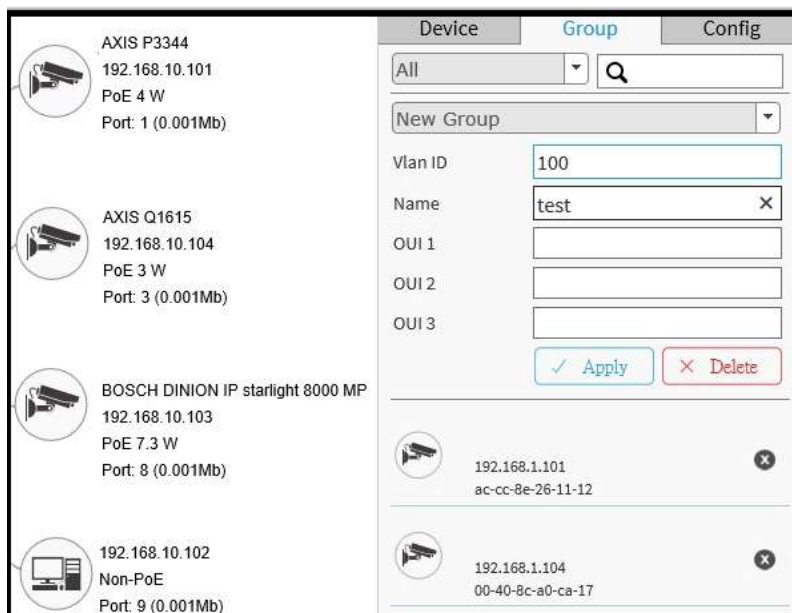 AXIS P3344
192.168.10.101
PoE 4 W
Port: 1 (0.001Mb)
AXIS Q1615
192.168.10.104
PoE 3 W
Port: 3 (0.001Mb)
BOSCH DINION IP starlight 8000 MP
192.168.10.103
PoE 7.3 W
Port: 8 (0.001Mb)
192.168.10.102
Non-PoE
Port: 9 (0.001Mb)
Device Group Config
All
New Group
Vlan ID 100
Name test
OUI 1
OUI 2
OUI 3
Apply Delete
192.168.1.101
ac-cc-8e-26-11-12
192.168.1.104
00-40-8c-a0-ca-17